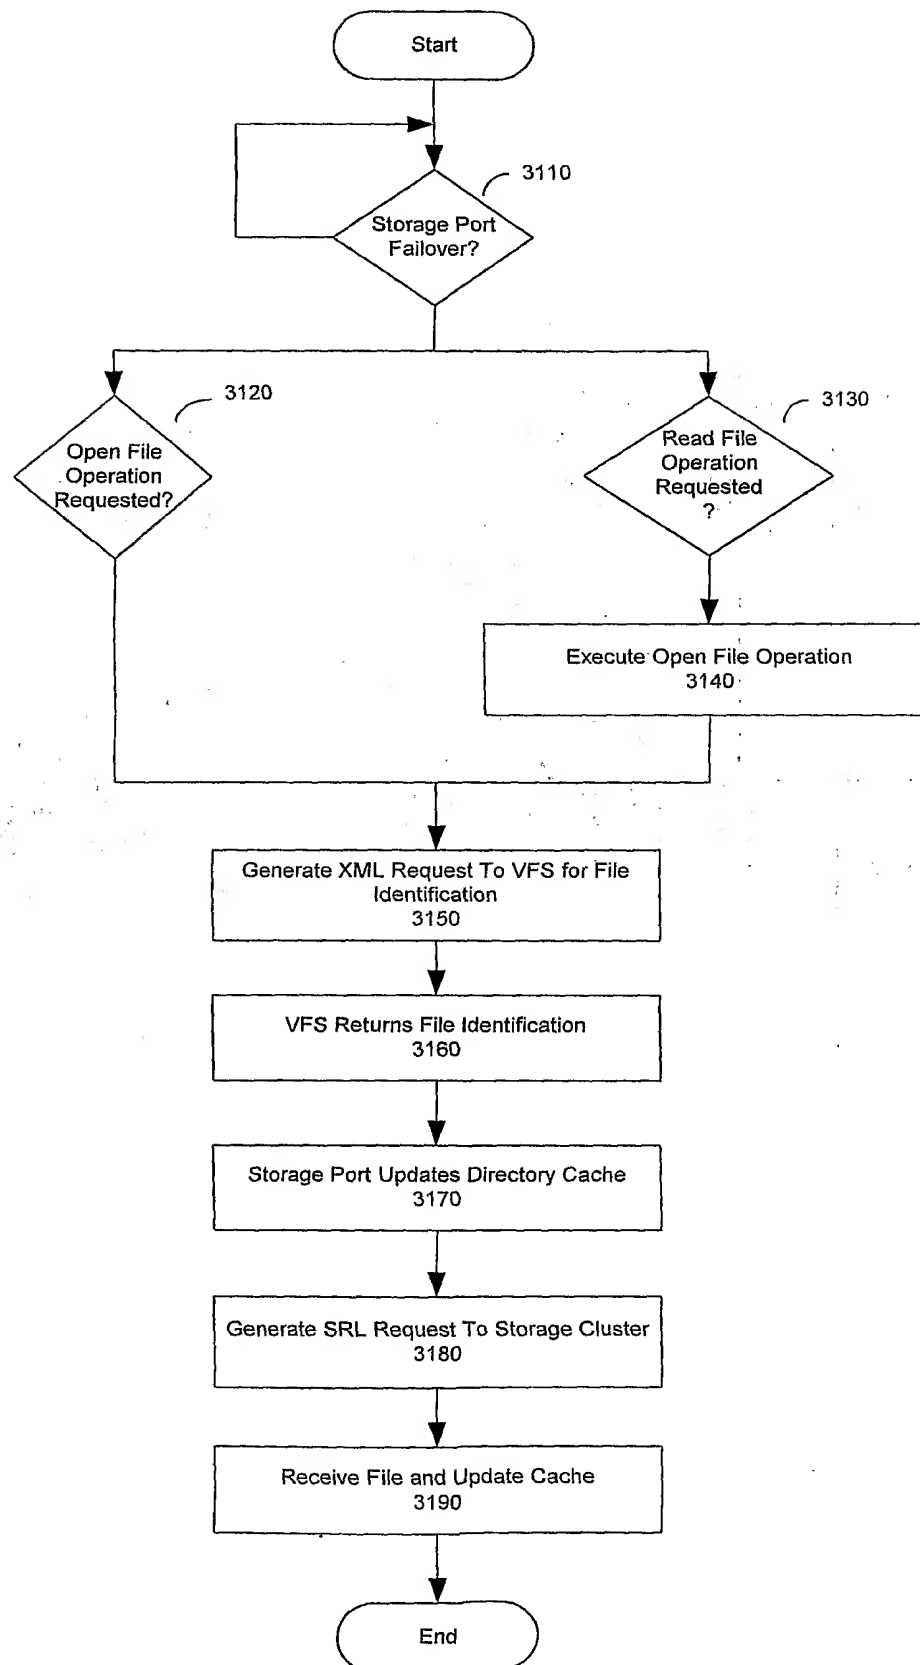 Start
3110
Storage Port
Failover?
3120
Open File
Operation
Requested?
3130
Read File
Operation
Requested
?
Execute Open File Operation
3140
Generate XML Request To VFS for File
Identification
3150
VFS Returns File Identification
3160
Storage Port Updates Directory Cache
3170
Generate SRL Request To Storage Cluster
3180
Receive File and Update Cache
3190
End